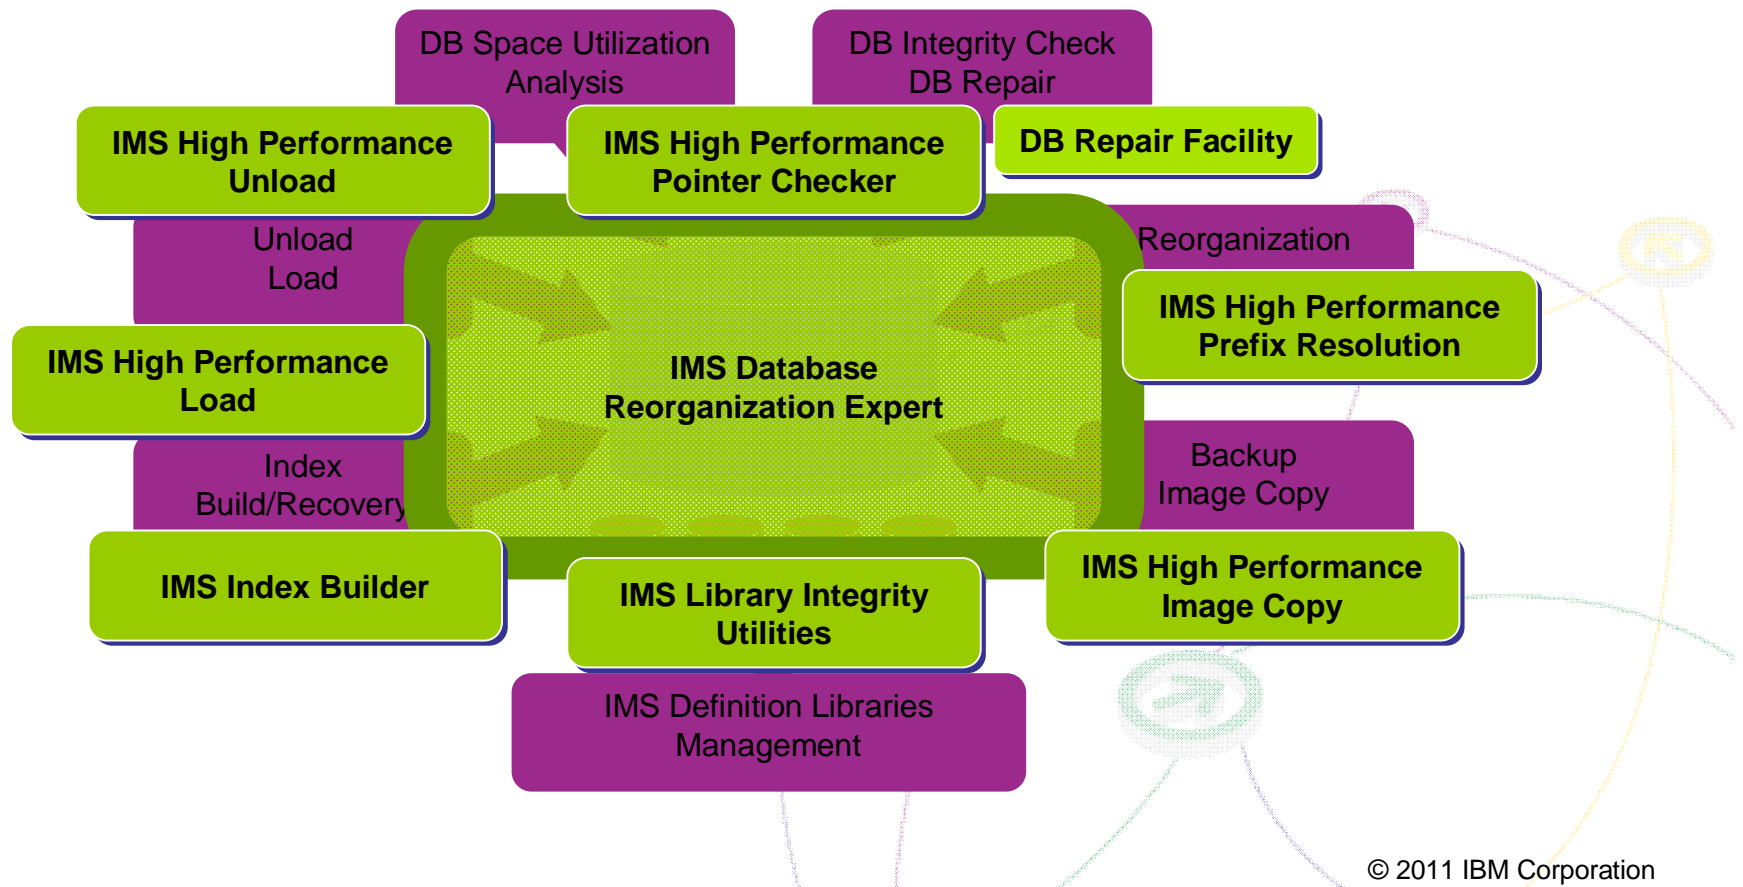 DB Space Utilization
Analysis
DB Integrity Check
DB Repair
IMS High Performance
Unload
IMS High Performance
Pointer Checker
DB Repair Facility
Unload
Load
Reorganization
IMS High Performance
Prefix Resolution
IMS High Performance
Load
IMS Database
Reorganization Expert
Index
Build/Recovery
Backup
Image Copy
IMS Index Builder
IMS Library Integrity
Utilities
IMS High Performance
Image Copy
IMS Definition Libraries
Management
© 2011 IBM Corporation